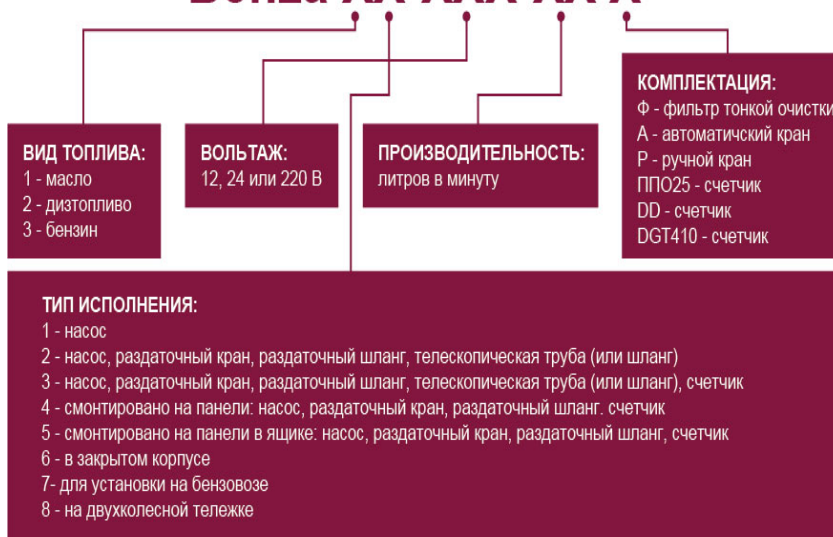 ВИД ТОПЛИВА:
1 - масло
2 - дизтопливо
3 - бензин
ВОЛЬТАЖ:
12, 24 или 220 В
ПРОИЗВОДИТЕЛЬНОСТЬ:
литров в минуту
КОМПЛЕКТАЦИЯ:
Ф - фильтр тонкой очистки
А - автоматичский кран
Р - ручной кран
ППО25 - счетчик
DD - счетчик
DGT410 - счетчик
ТИП ИСПОЛНЕНИЯ:
1 - насос
2 - насос, раздаточный кран, раздаточный шланг, телескопическая труба (или шланг)
3 - насос, раздаточный кран, раздаточный шланг, телескопическая труба (или шланг), счетчик
4 - смонтировано на панели: насос, раздаточный кран, раздаточный шланг. счетчик
5 - смонтировано на панели в ящике: насос, раздаточный кран, раздаточный шланг, счетчик
6 - в закрытом корпусе
7- для установки на бензовозе
8 - на двухколесной тележке